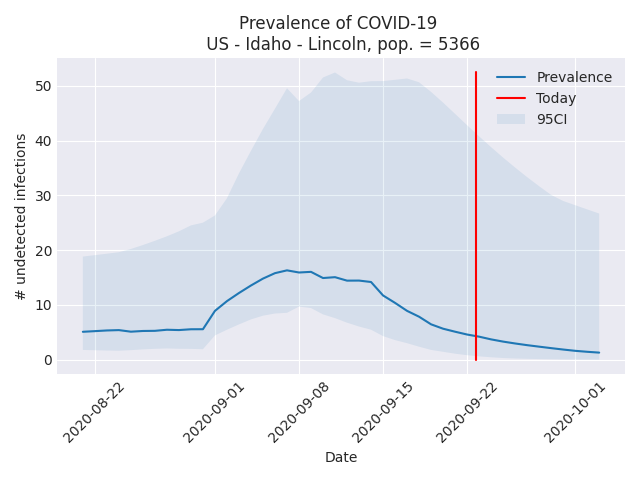 Prevalence of COVID-19
US - Idaho - Lincoln, pop. = 5366
Prevalence
Today
95CI
# undetected infections
50
40
30
20
10
0
2020-08-22
2020-09-01
2020-09-08
2020-09-15
2020-09-22
2020-10-01
Date